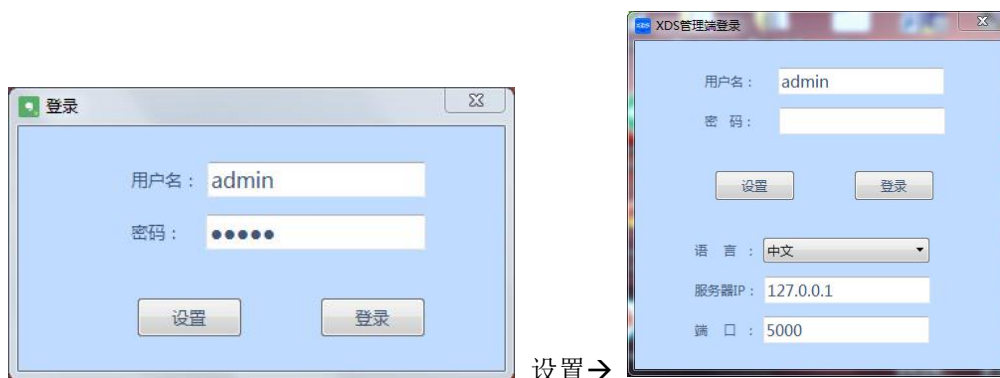 登录
用户名： admin
密码： ●●●●●
设置 登录
设置→
XDS管理端登录
用户名： admin
密 码：
设置 登录
语 言 ： 中文
服务器IP： 127.0.0.1
端 口 ： 5000